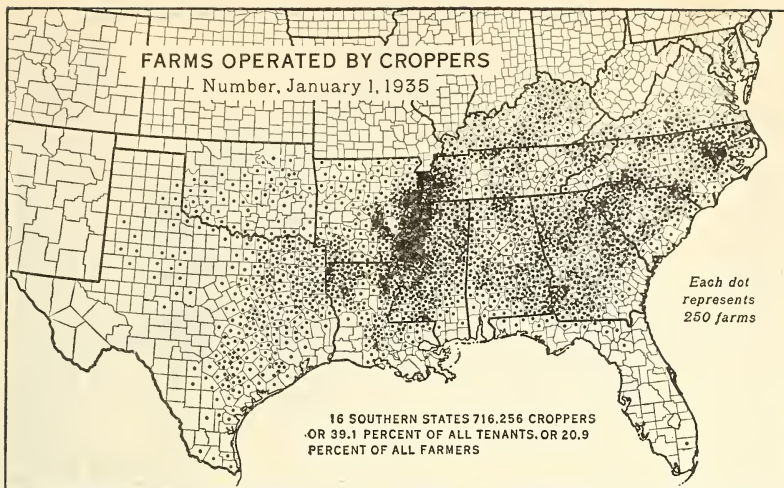 FARMS OPERATED BY CROPPERS
Number, January 1, 1935
Each dot
represents
250 farms
16 SOUTHERN STATES 716,256 CROPPERS
OR 39.1 PERCENT OF ALL TENANTS, OR 20.9
PERCENT OF ALL FARMERS